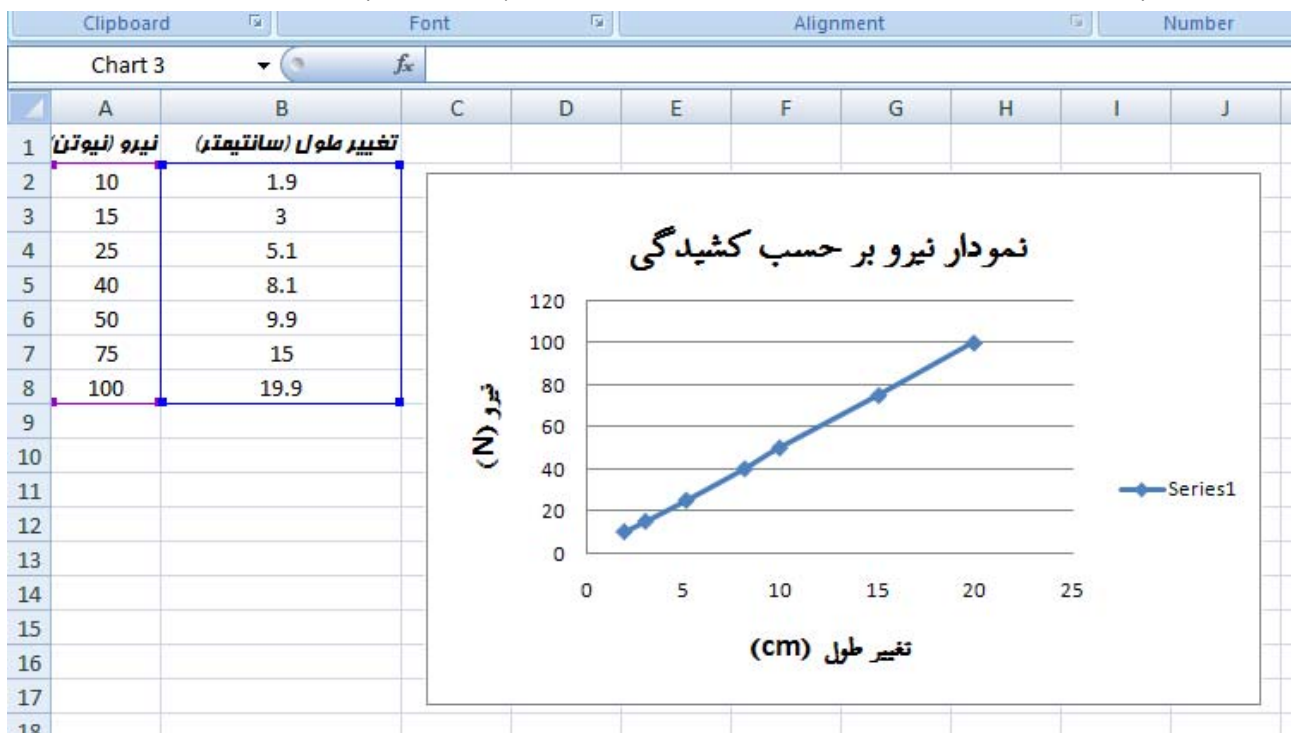 Clipboard Font Alignment Number
Chart 3 fx
A B C D E F G H I J
1 نیرو (نیوتن) تغییر طول (سانتیمتر)
2 10 1.9
3 15 3
4 25 5.1
5 40 8.1
6 50 9.9
7 75 15
8 100 19.9
9
10
11
12
13
14
15
16
17
18
نمودار نیرو بر حسب کشیدگی
120
100
80
60
40
20
0
نیرو (N)
0 5 10 15 20 25
تغییر طول (cm)
Series1